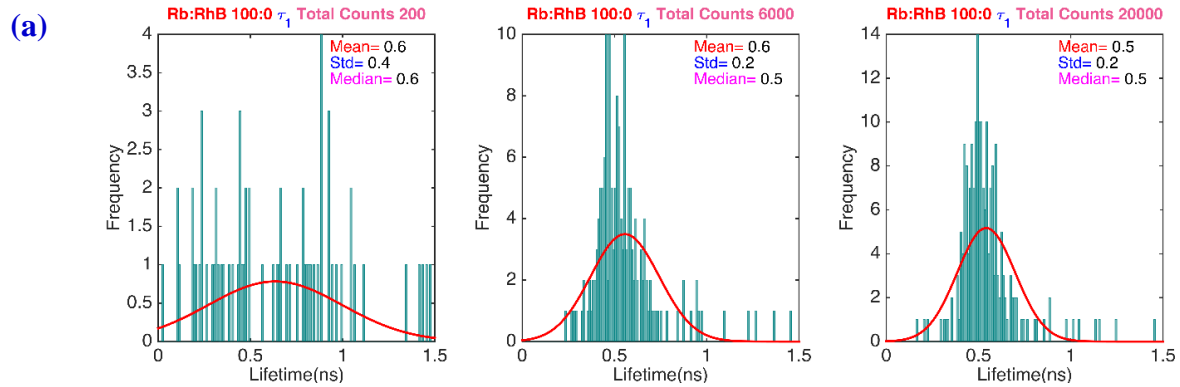 (a)
Rb:RhB 100:0 τ1 Total Counts 200
Mean= 0.6
Std= 0.4
Median= 0.6
4
3.5
3
2.5
2
1.5
1
0.5
0
Frequency
0 0.5 1 1.5
Lifetime(ns)
Rb:RhB 100:0 τ1 Total Counts 6000
Mean= 0.6
Std= 0.2
Median= 0.5
10
8
6
4
2
0
Frequency
0 0.5 1 1.5
Lifetime(ns)
Rb:RhB 100:0 τ1 Total Counts 20000
Mean= 0.5
Std= 0.2
Median= 0.5
14
12
10
8
6
4
2
0
Frequency
0 0.5 1 1.5
Lifetime(ns)